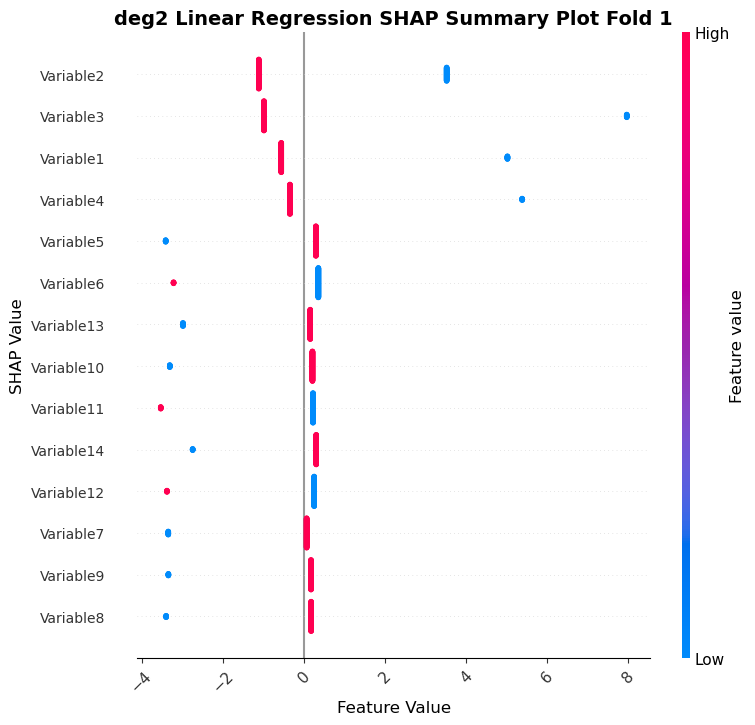 deg2 Linear Regression SHAP Summary Plot Fold 1
High
Variable2
Variable3
Variable1
Variable4
Variable5
Variable6
Variable13
Variable10
Variable11
Variable14
Variable12
Variable7
Variable9
Variable8
SHAP Value
Feature value
Low
−4
−2
0
2
4
6
8
Feature Value